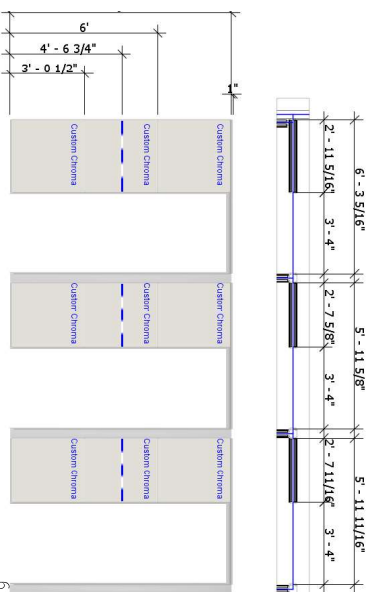 6'
4' - 6 3/4"
3' - 0 1/2"
1"
Custom Chroma
Custom Chroma
Custom Chroma
Custom Chroma
Custom Chroma
Custom Chroma
Custom Chroma
Custom Chroma
Custom Chroma
2' - 11 5/16"
6' - 3 5/16"
3' - 4"
2' - 7 5/8"
5' - 11 5/8"
3' - 4"
2' - 7 11/16"
5' - 11 11/16"
3' - 4"